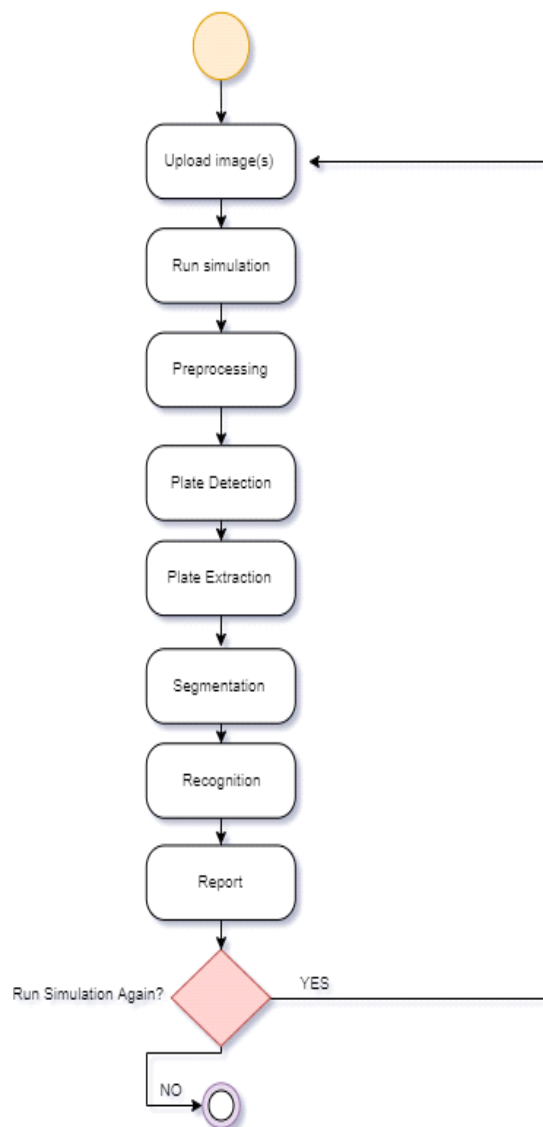 Upload image(s)
Run simulation
Preprocessing
Plate Detection
Plate Extraction
Segmentation
Recognition
Report
Run Simulation Again?
YES
NO